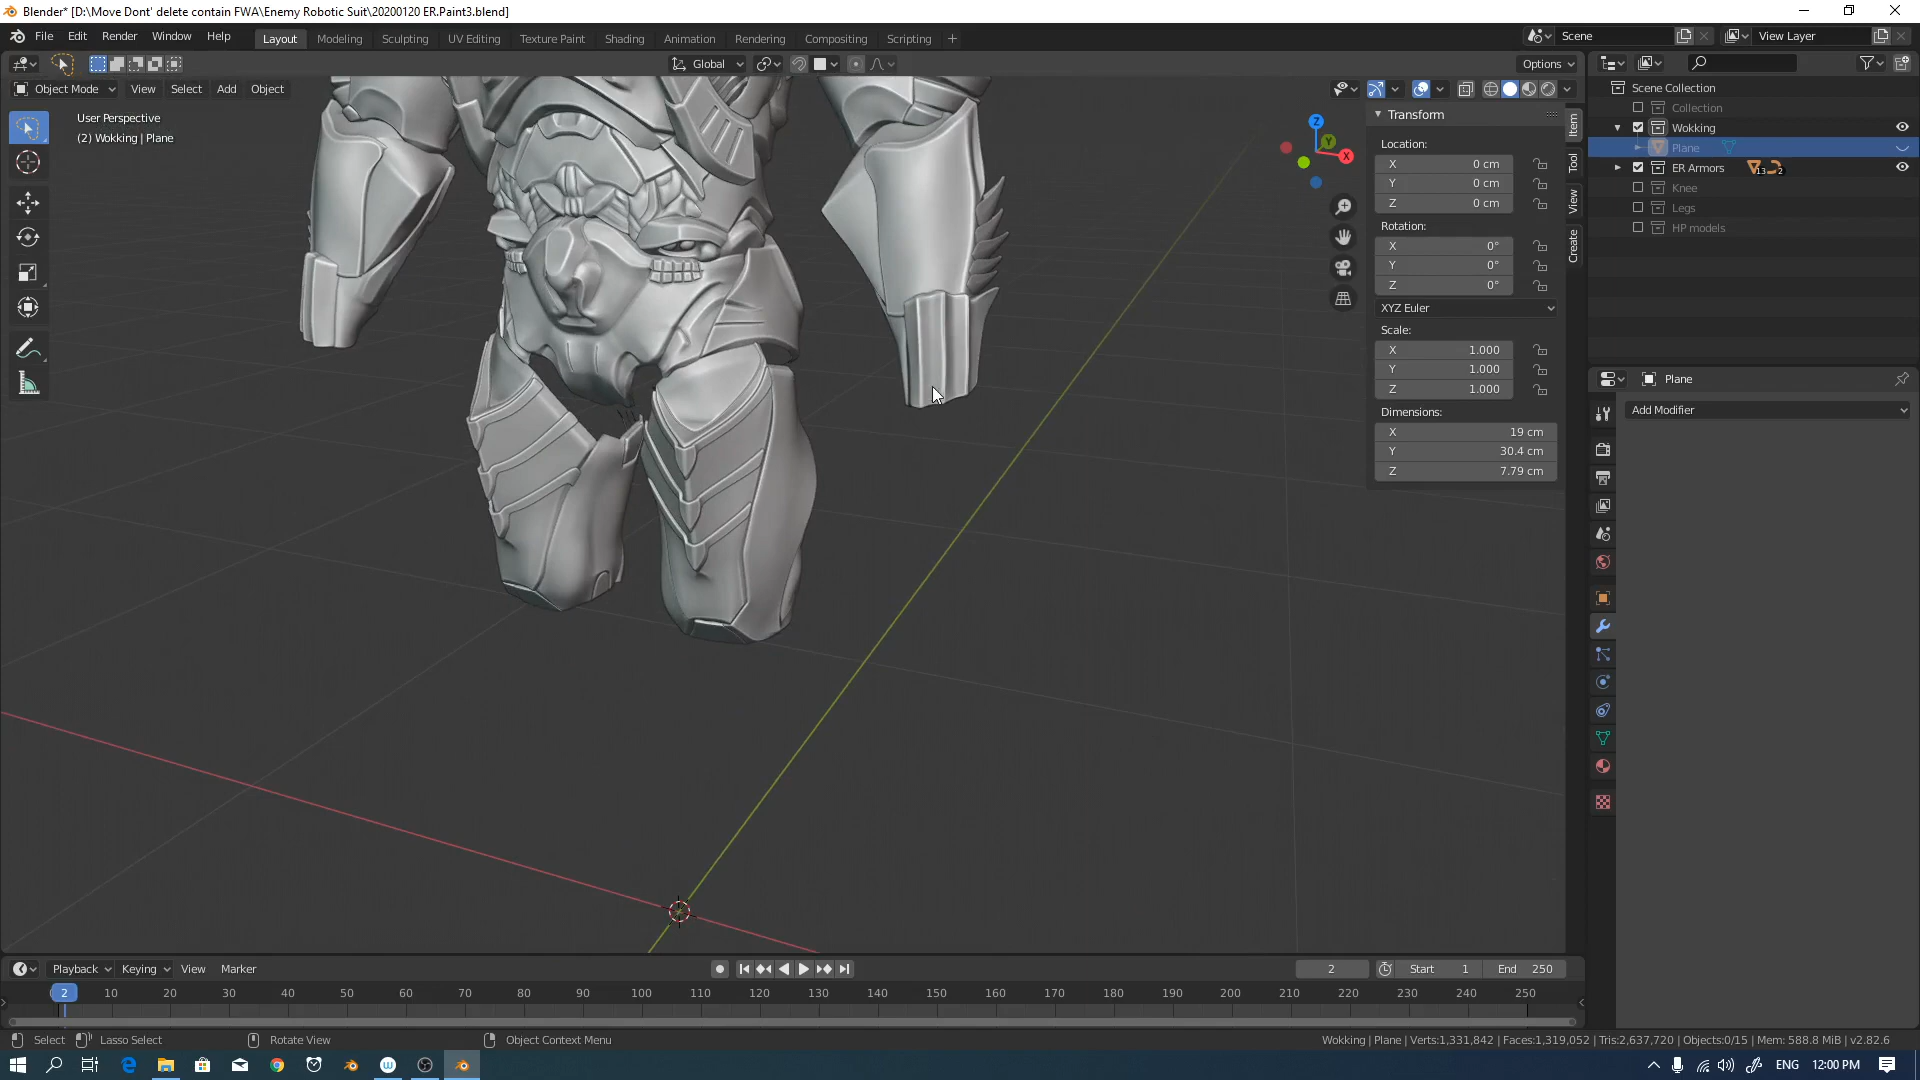 Blender* [D:\Move Dont' delete contain FWA\Enemy Robotic Suit\20200120 ER.Paint3.blend]
File Edit Render Window Help Layout Modeling Sculpting UV Editing Texture Paint Shading Animation Rendering Compositing Scripting + Scene View Layer
Global Options
Object Mode View Select Add Object
User Perspective
(2) Wokking | Plane
Z
Y
X
Transform
Location:
X 0 cm
Y 0 cm
Z 0 cm
Rotation:
X 0°
Y 0°
Z 0°
XYZ Euler
Scale:
X 1.000
Y 1.000
Z 1.000
Dimensions:
X 19 cm
Y 30.4 cm
Z 7.79 cm
Item
Tool
View
Create
Scene Collection
Collection
Wokking
Plane
ER Armors 13 2
Knee
Legs
HP models
Plane
Add Modifier
Playback Keying View Marker 2 Start 1 End 250
2 10 20 30 40 50 60 70 80 90 100 110 120 130 140 150 160 170 180 190 200 210 220 230 240 250
Select Lasso Select Rotate View Object Context Menu Wokking | Plane | Verts:1,331,842 | Faces:1,319,052 | Tris:2,637,720 | Objects:0/15 | Mem: 588.8 MiB | v2.82.6
ENG 12:00 PM